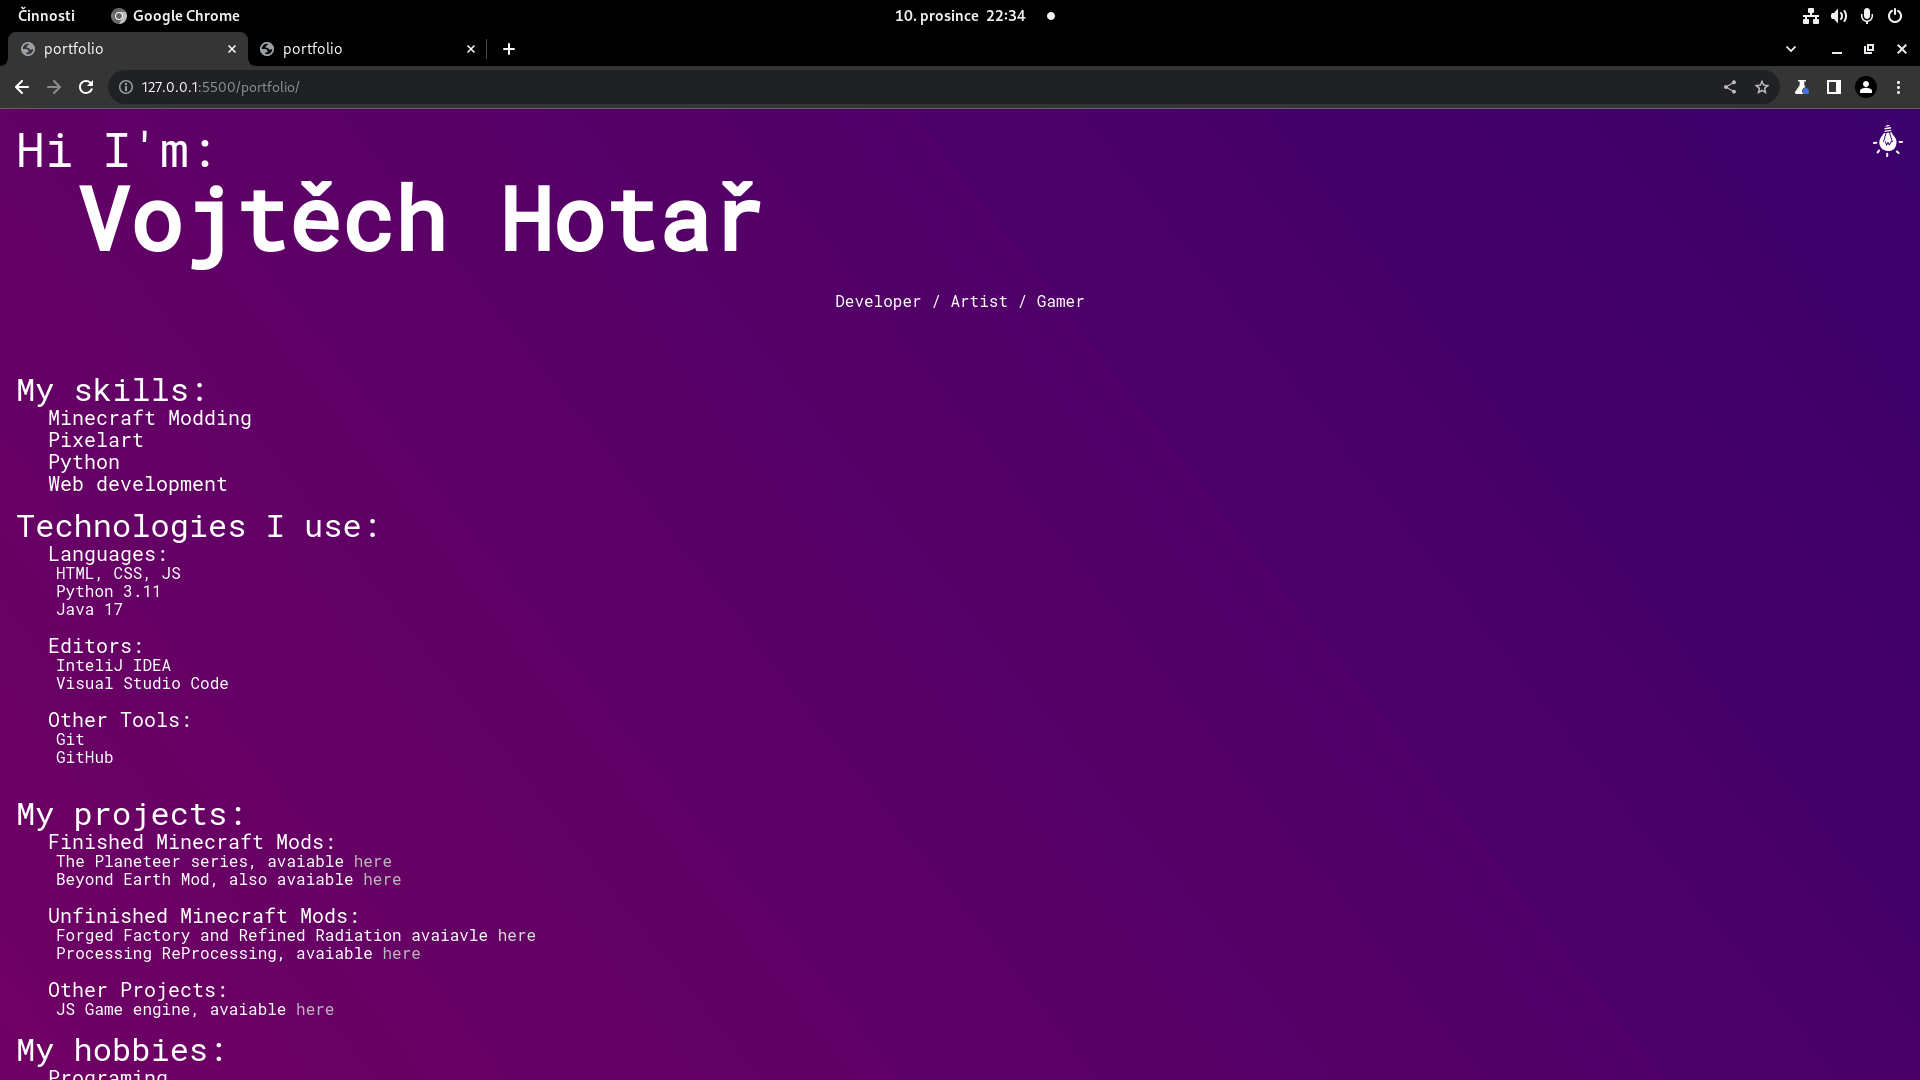 Činnosti
Google Chrome
10. prosince 22:34
portfolio
portfolio
127.0.0.1:5500/portfolio/
Hi I'm:
Vojtěch Hotař
Developer / Artist / Gamer
My skills:
Minecraft Modding
Pixelart
Python
Web development
Technologies I use:
Languages:
HTML, CSS, JS
Python 3.11
Java 17
Editors:
InteliJ IDEA
Visual Studio Code
Other Tools:
Git
GitHub
My projects:
Finished Minecraft Mods:
The Planeteer series, avaiable here
Beyond Earth Mod, also avaiable here
Unfinished Minecraft Mods:
Forged Factory and Refined Radiation avaiavle here
Processing ReProcessing, avaiable here
Other Projects:
JS Game engine, avaiable here
My hobbies:
Programing